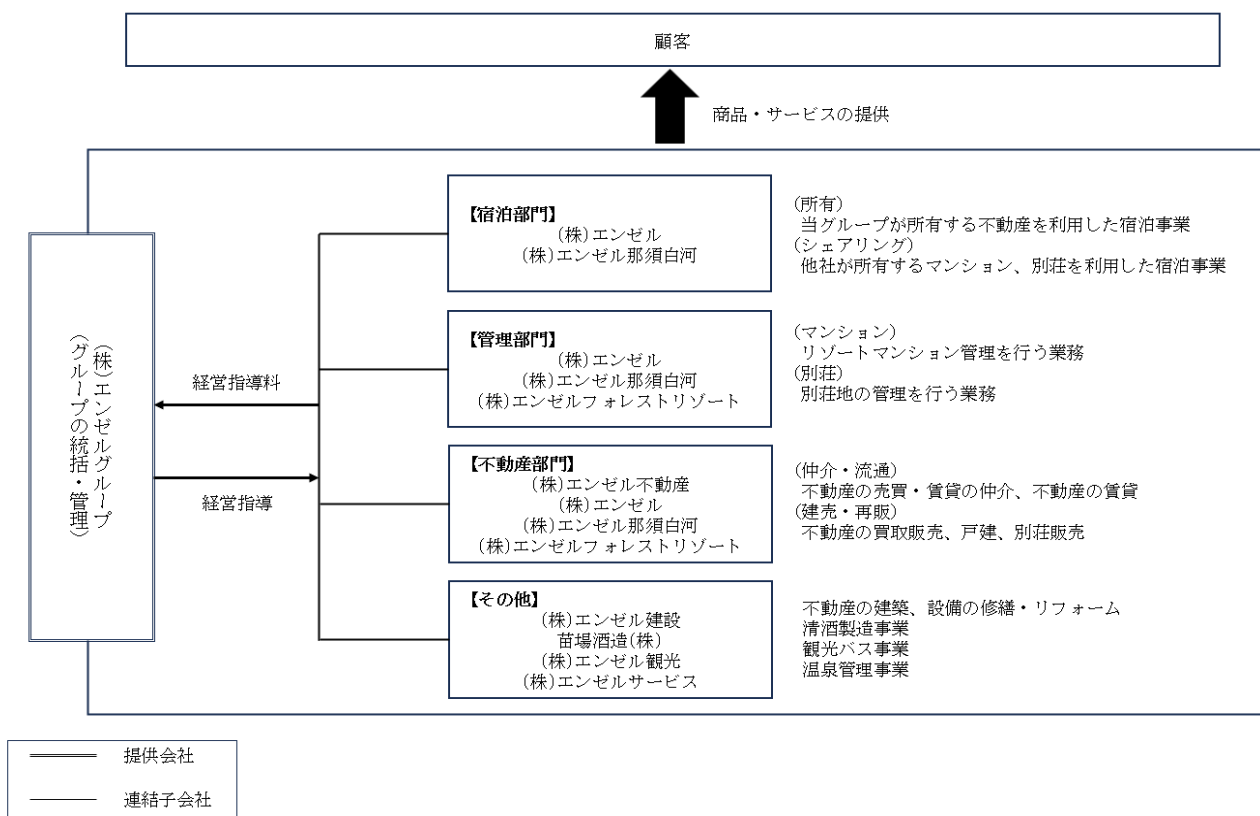 顧客
商品・サービスの提供
(株)エンゼルグループ
(グループの統括・管理)
経営指導料
経営指導
【宿泊部門】
(株)エンゼル
(株)エンゼル那須白河
(所有)
当グループが所有する不動産を利用した宿泊事業
(シェアリング)
他社が所有するマンション、別荘を利用した宿泊事業
【管理部門】
(株)エンゼル
(株)エンゼル那須白河
(株)エンゼルフォレストリゾート
(マンション)
リゾートマンション管理を行う業務
(別荘)
別荘地の管理を行う業務
【不動産部門】
(株)エンゼル不動産
(株)エンゼル
(株)エンゼル那須白河
(株)エンゼルフォレストリゾート
(仲介・流通)
不動産の売買・賃貸の仲介、不動産の賃貸
(建売・再販)
不動産の買取販売、戸建、別荘販売
【その他】
(株)エンゼル建設
苗場酒造(株)
(株)エンゼル観光
(株)エンゼルサービス
不動産の建築、設備の修繕・リフォーム
清酒製造事業
観光バス事業
温泉管理事業
提供会社
連結子会社